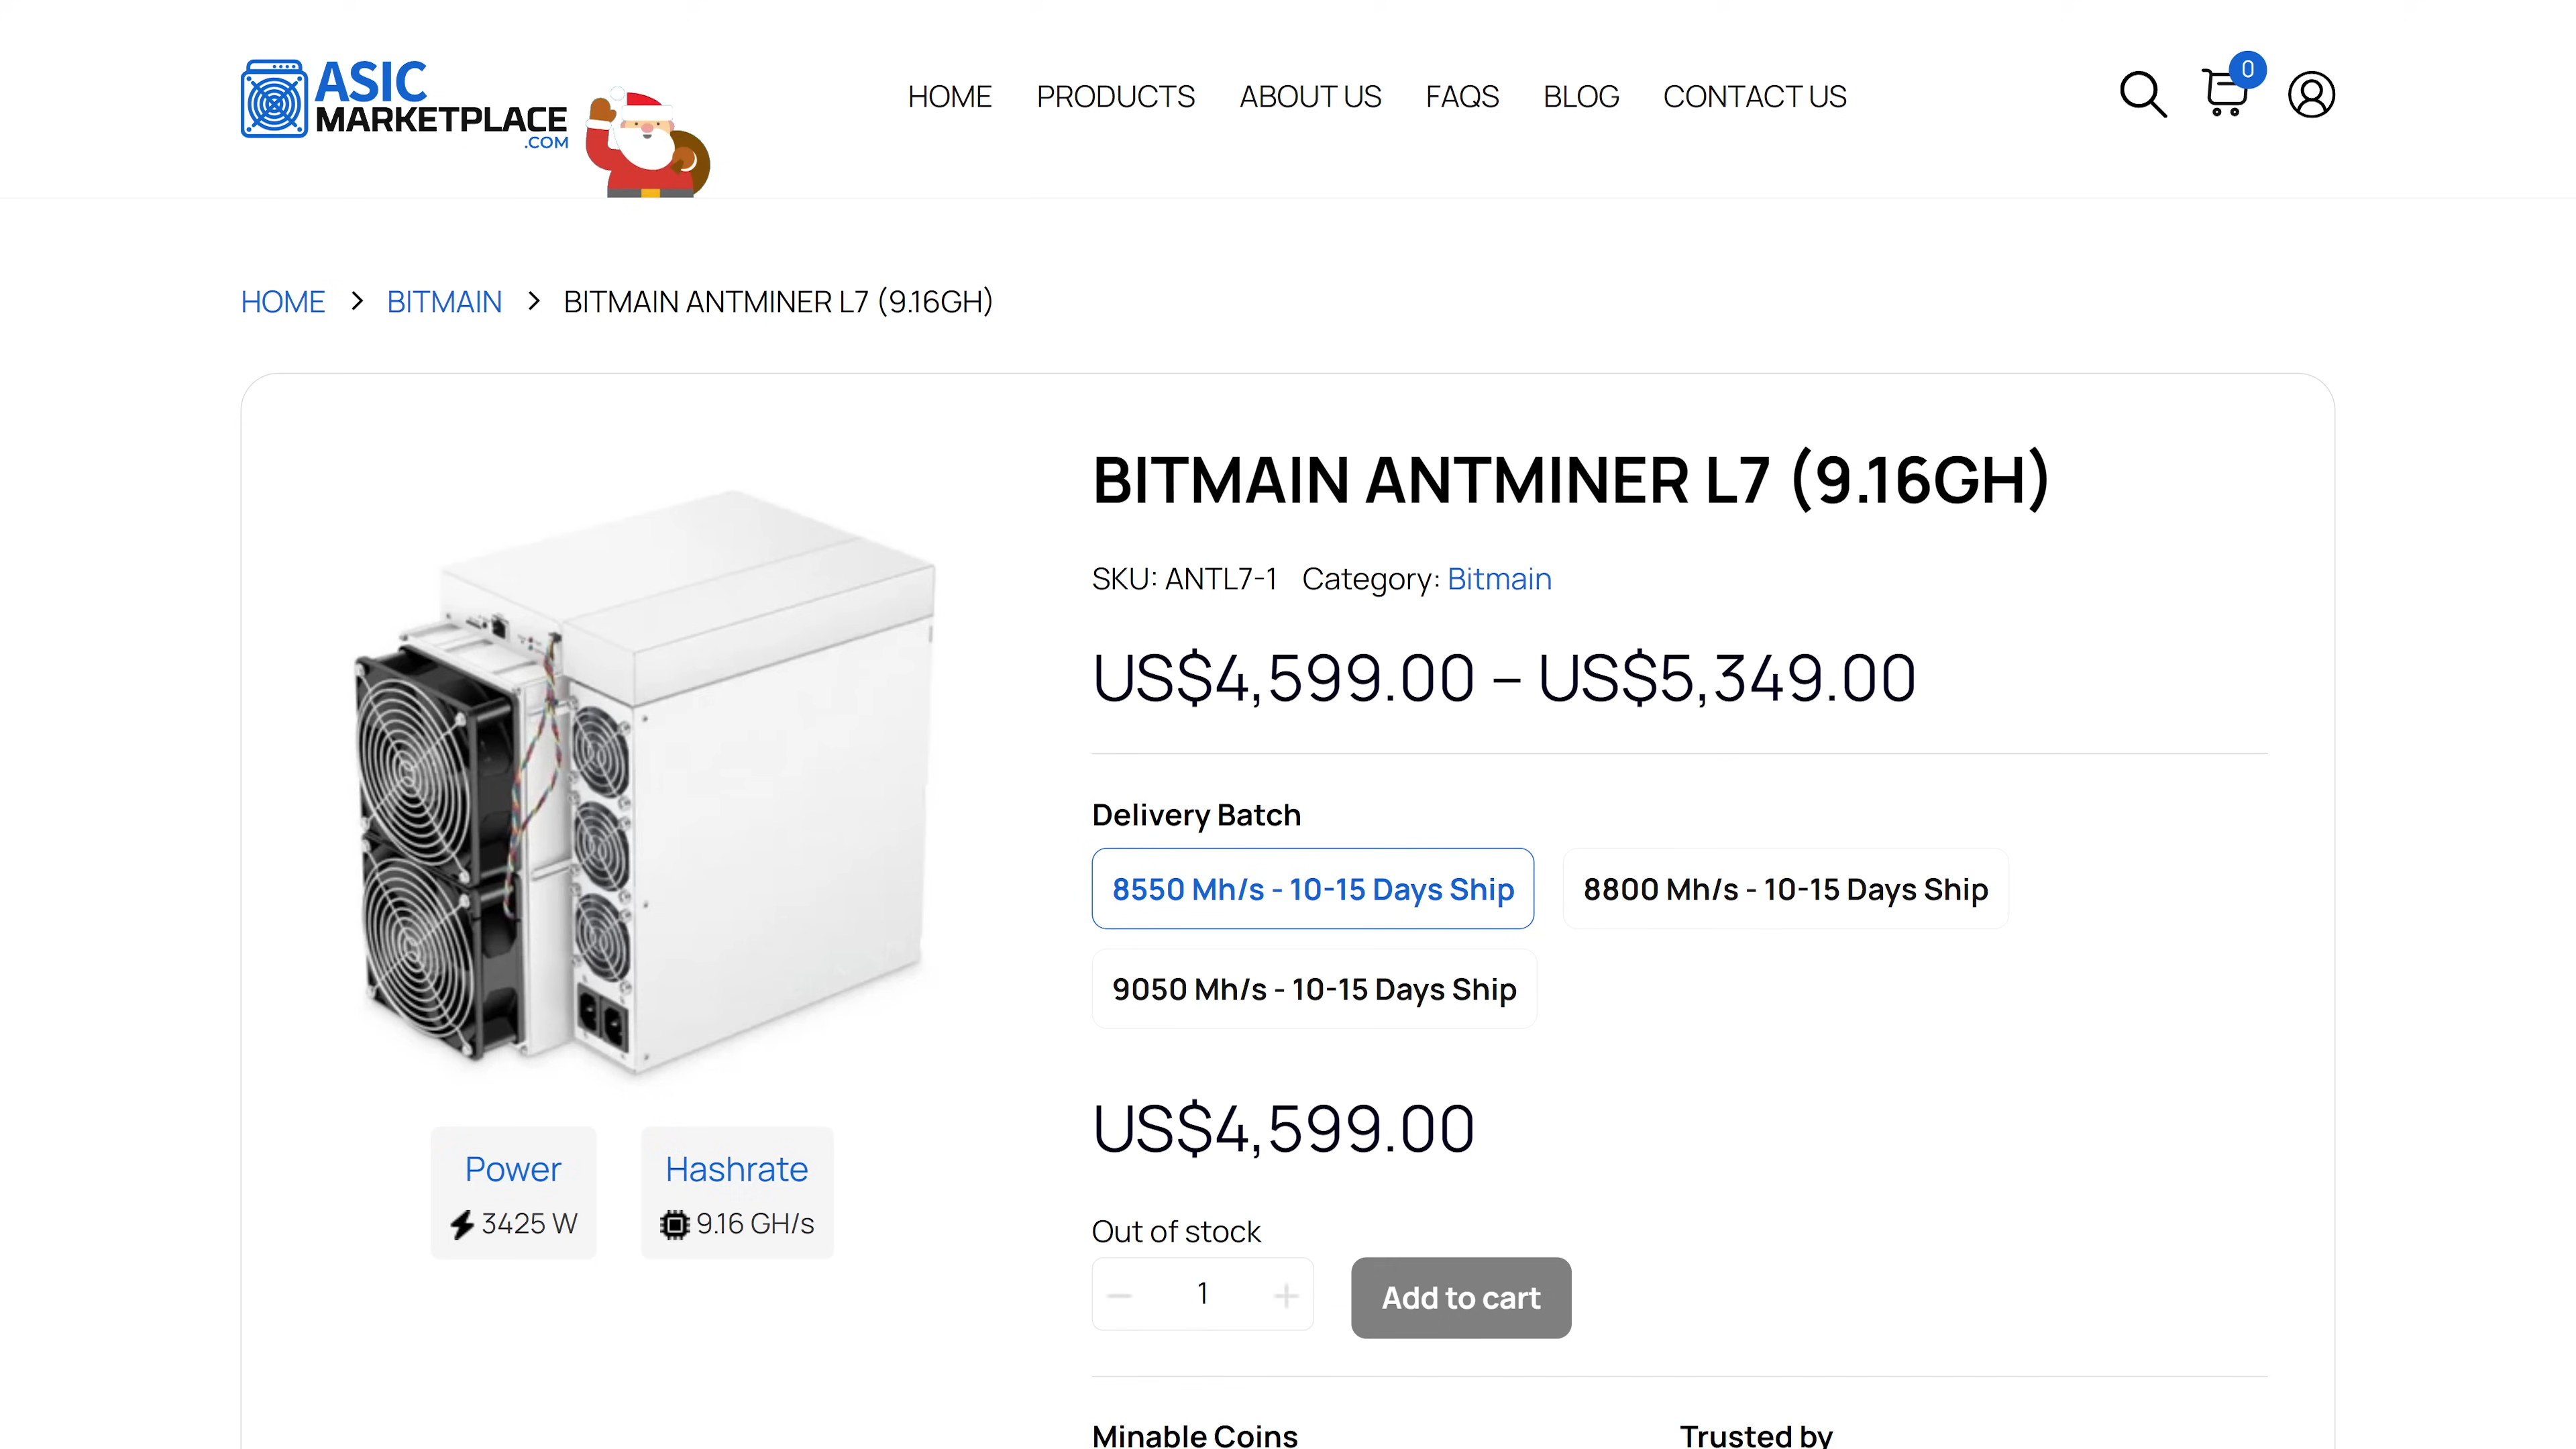 ASIC
MARKETPLACE
.COM
HOME PRODUCTS ABOUT US FAQS BLOG CONTACT US
0
HOME > BITMAIN > BITMAIN ANTMINER L7 (9.16GH)
BITMAIN ANTMINER L7 (9.16GH)
SKU: ANTL7-1 Category: Bitmain
US$4,599.00 – US$5,349.00
Delivery Batch
8550 Mh/s - 10-15 Days Ship
8800 Mh/s - 10-15 Days Ship
9050 Mh/s - 10-15 Days Ship
US$4,599.00
Power
3425 W
Hashrate
9.16 GH/s
Out of stock
1
Add to cart
Minable Coins
Trusted by